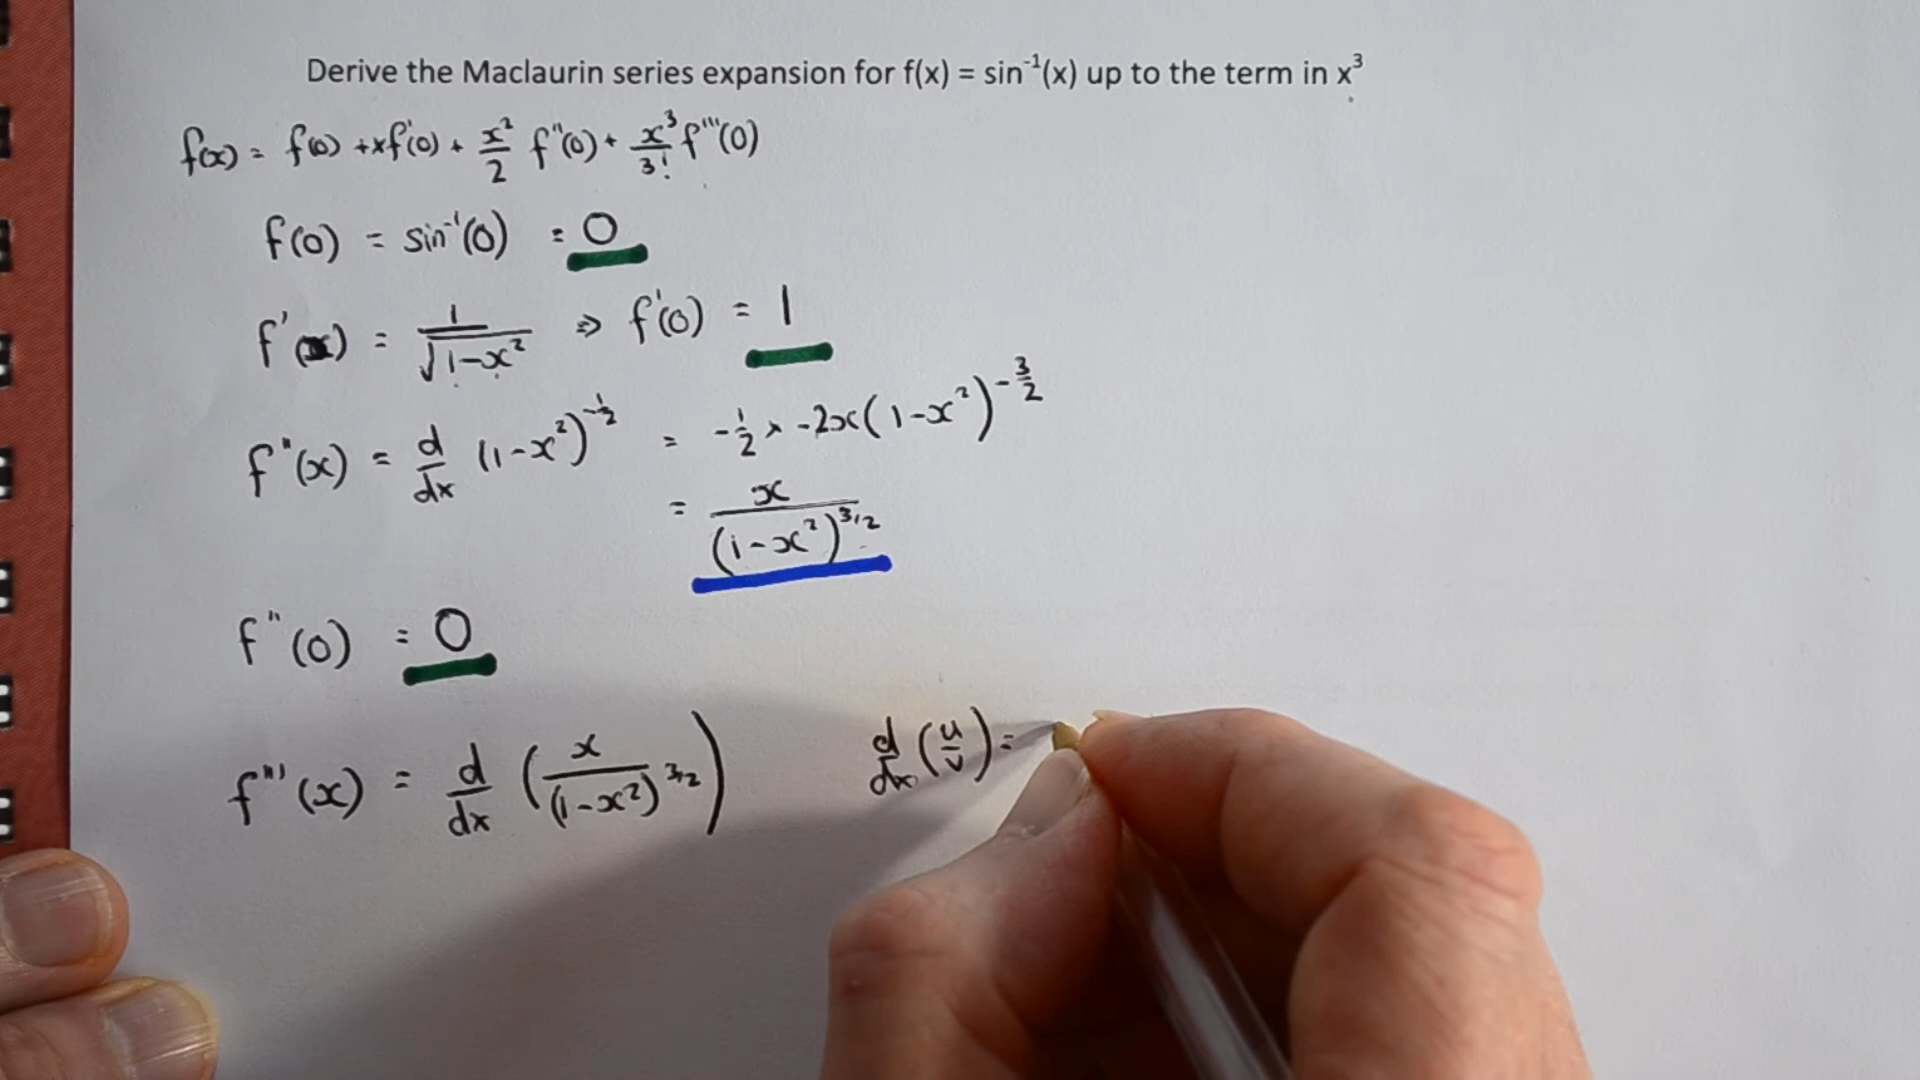 Derive the Maclaurin series expansion for f(x) = sin⁻¹(x) up to the term in x³
f(x) = f(0) + xf'(0) + x²/2 f''(0) + x³/3! f'''(0)
f(0) = sin⁻¹(0) = 0
f'(x) = 1/√(1-x²) ⇒ f'(0) = 1
f''(x) = d/dx (1-x²)^(-1/2) = -1/2 × -2x(1-x²)^(-3/2)
= x/(1-x²)^(3/2)
f''(0) = 0
f'''(x) = d/dx (x/(1-x²)^(3/2)) d/dx (u/v) =